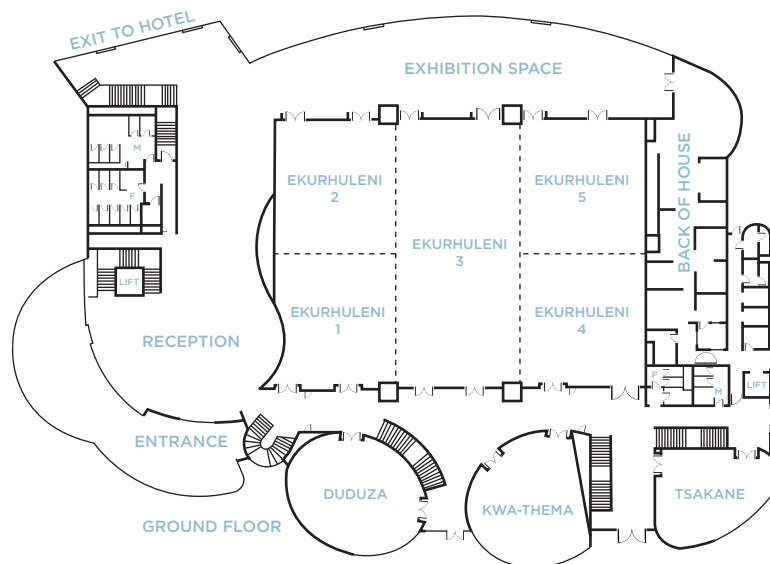 EXIT TO HOTEL
EXHIBITION SPACE
M
F
EKURHULENI
2
EKURHULENI
5
EKURHULENI
3
BACK OF HOUSE
LIFT
EKURHULENI
1
EKURHULENI
4
RECEPTION
F
M
LIFT
ENTRANCE
DUDUZA
KWA-THEMA
TSAKANE
GROUND FLOOR